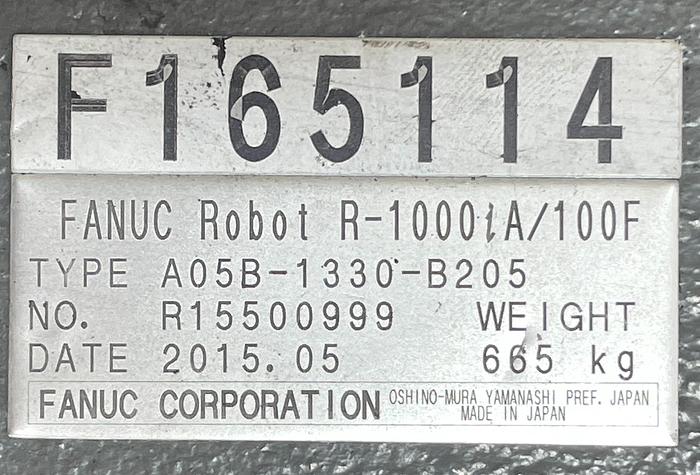 F165114
FANUC Robot R-1000iA/100F
TYPE A05B-1330-B205
NO. R15500999 WEIGHT
DATE 2015.05 665 kg
FANUC CORPORATION OSHINO-MURA YAMANASHI PREF. JAPAN
MADE IN JAPAN